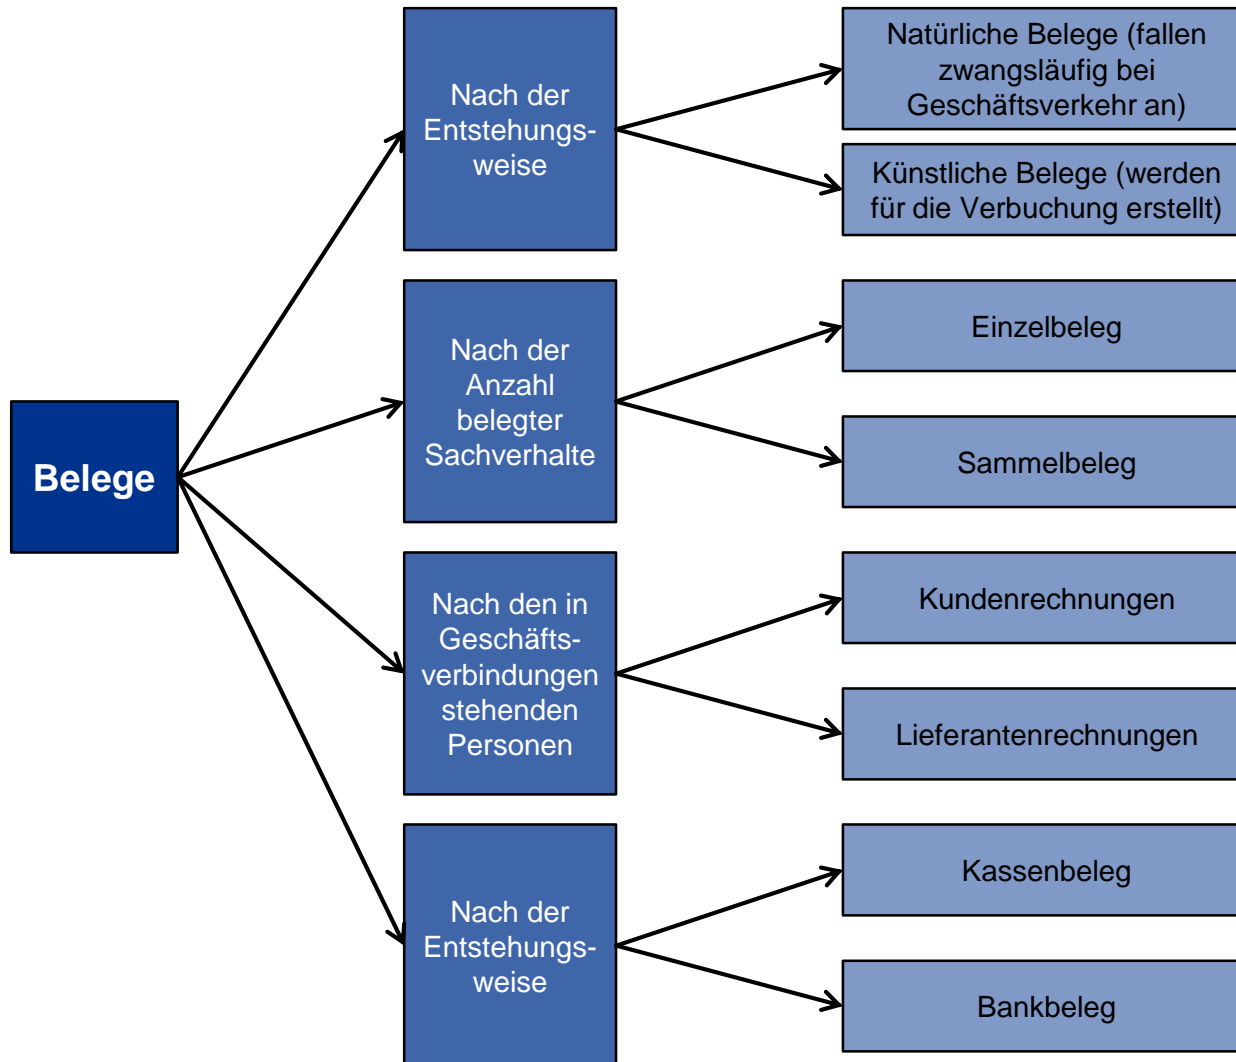 Belege
Nach der
Entstehungs-
weise
Natürliche Belege (fallen
zwangsläufig bei
Geschäftsverkehr an)
Künstliche Belege (werden
für die Verbuchung erstellt)
Nach der
Anzahl
belegter
Sachverhalte
Einzelbeleg
Sammelbeleg
Nach den in
Geschäfts-
verbindungen
stehenden
Personen
Kundenrechnungen
Lieferantenrechnungen
Nach der
Entstehungs-
weise
Kassenbeleg
Bankbeleg